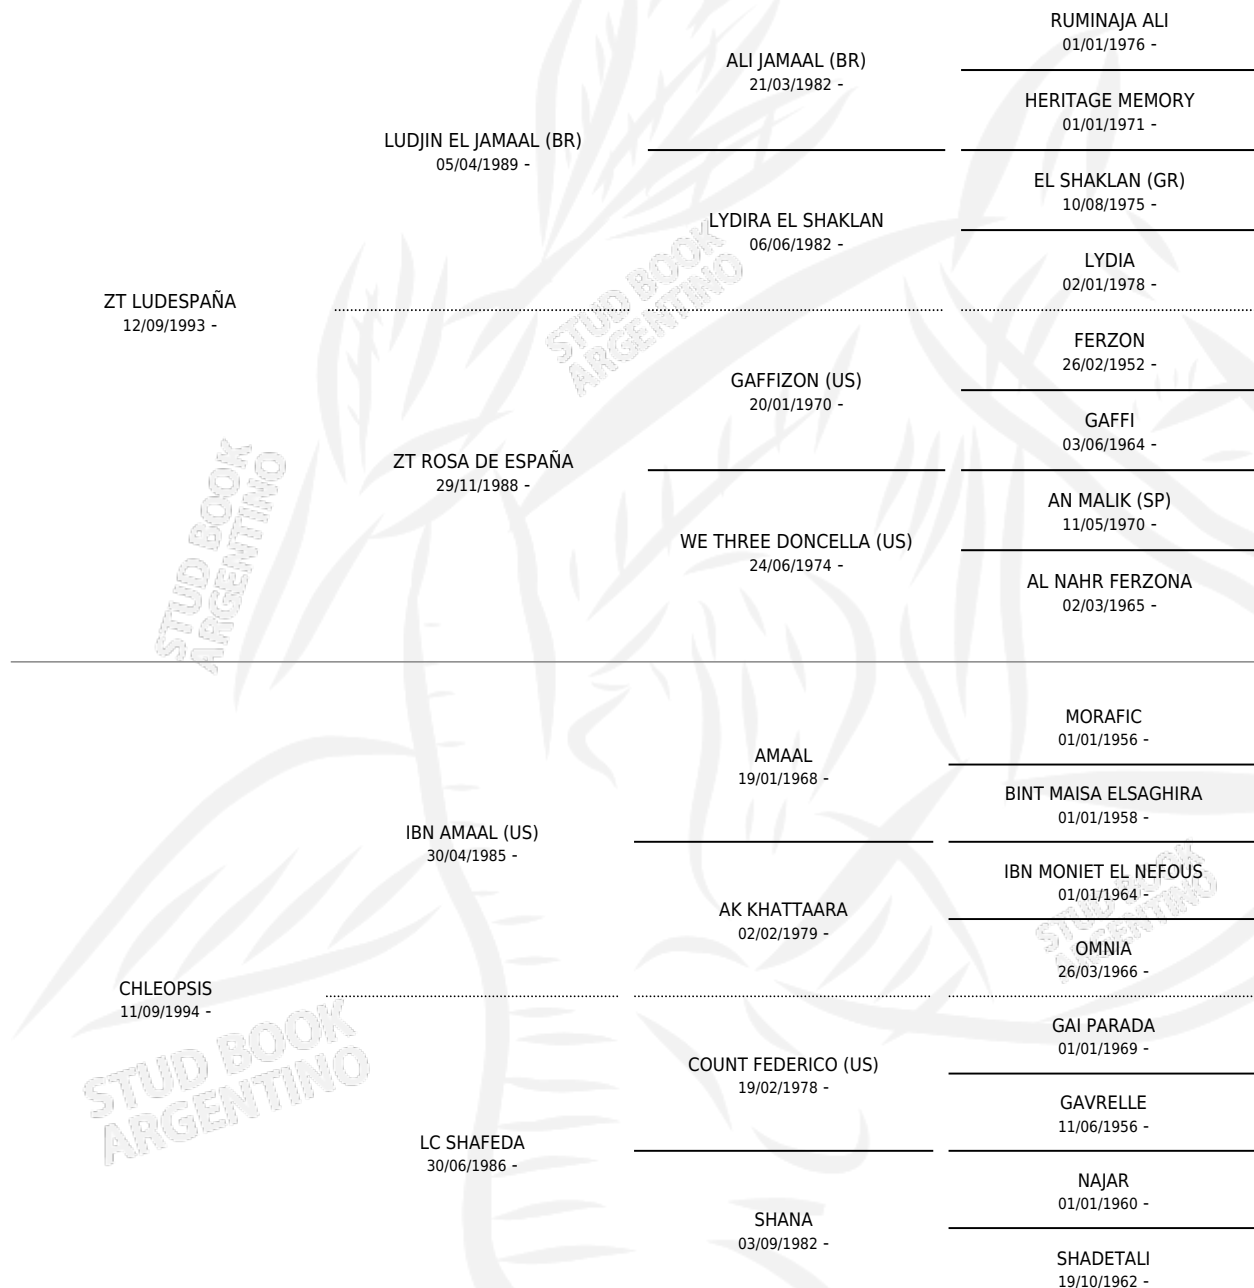 RUMINAJA ALI
01/01/1976 -
ALI JAMAAL (BR)
21/03/1982 -
HERITAGE MEMORY
01/01/1971 -
LUDJIN EL JAMAAL (BR)
05/04/1989 -
EL SHAKLAN (GR)
10/08/1975 -
LYDIRA EL SHAKLAN
06/06/1982 -
LYDIA
02/01/1978 -
ZT LUDESPAÑA
12/09/1993 -
FERZON
26/02/1952 -
GAFFIZON (US)
20/01/1970 -
GAFFI
03/06/1964 -
ZT ROSA DE ESPAÑA
29/11/1988 -
AN MALIK (SP)
11/05/1970 -
WE THREE DONCELLA (US)
24/06/1974 -
AL NAHR FERZONA
02/03/1965 -
STUD BOOK
ARGENTINO
STUD BOOK
ARGENTINO
MORAFIC
01/01/1956 -
AMAAL
19/01/1968 -
BINT MAISA ELSAGHIRA
01/01/1958 -
IBN AMAAL (US)
30/04/1985 -
IBN MONIET EL NEFOUS
01/01/1964 -
AK KHATTAARA
02/02/1979 -
OMNIA
26/03/1966 -
STUD BOOK
ARGENTINO
CHLEOPSIS
11/09/1994 -
GAI PARADA
01/01/1969 -
COUNT FEDERICO (US)
19/02/1978 -
GAVRELLE
11/06/1956 -
STUD BOOK
ARGENTINO
LC SHAFEDA
30/06/1986 -
NAJAR
01/01/1960 -
SHANA
03/09/1982 -
SHADETALI
19/10/1962 -